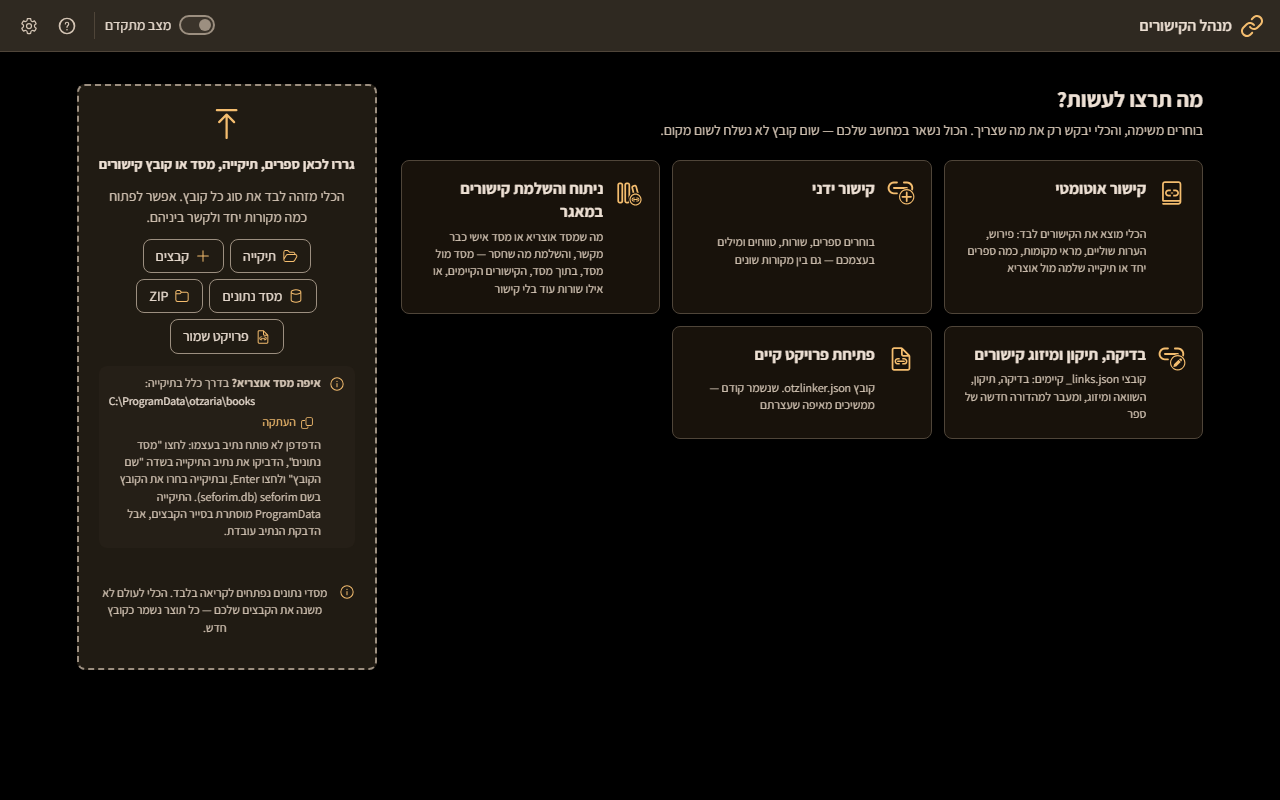 מנהל הקישורים
מצב מתקדם
מה תרצו לעשות?
בוחרים משימה, והכלי יבקש רק את מה שצריך. הכול נשאר במחשב שלכם — שום קובץ לא נשלח לשום מקום.
קישור אוטומטי
הכלי מוצא את הקישורים לבד: פירוש,
הערות שוליים, מראי מקומות, כמה ספרים
יחד או תיקייה שלמה מול אוצריא
קישור ידני
בוחרים ספרים, שורות, טווחים ומילים
בעצמכם — גם בין מקורות שונים
ניתוח והשלמת קישורים
במאגר
מה שמסד אוצריא או מסד אישי כבר
מקשר, והשלמת מה שחסר — מסד מול
מסד, בתוך מסד, הקישורים הקיימים, או
אילו שורות עוד בלי קישור
בדיקה, תיקון ומיזוג קישורים
קובצי links.json_ קיימים: בדיקה, תיקון,
השוואה ומיזוג, ומעבר למהדורה חדשה של
ספר
פתיחת פרויקט קיים
קובץ otzlinker.json. שנשמר קודם —
ממשיכים מאיפה שעצרתם
גררו לכאן ספרים, תיקייה, מסד או קובץ קישורים
הכלי מזהה לבד את סוג כל קובץ. אפשר לפתוח
כמה מקורות יחד ולקשר ביניהם.
תיקייה
קבצים
מסד נתונים
ZIP
פרויקט שמור
איפה מסד אוצריא? בדרך כלל בתיקייה:
C:\ProgramData\otzaria\books
העתקה
הדפדפן לא פותח נתיב בעצמו: לחצו "מסד
נתונים", הדביקו את נתיב התיקייה בשדה "שם
הקובץ" ולחצו Enter, ובתיקייה בחרו את הקובץ
בשם seforim (seforim.db). התיקייה
ProgramData מוסתרת בסייר הקבצים, אבל
הדבקת הנתיב עובדת.
מסדי נתונים נפתחים לקריאה בלבד. הכלי לעולם לא
משנה את הקבצים שלכם — כל תוצר נשמר כקובץ
חדש.